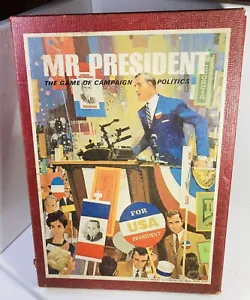 MR. PRESIDENT
THE GAME OF CAMPAIGN POLITICS
FOR
USA
PRESIDENT